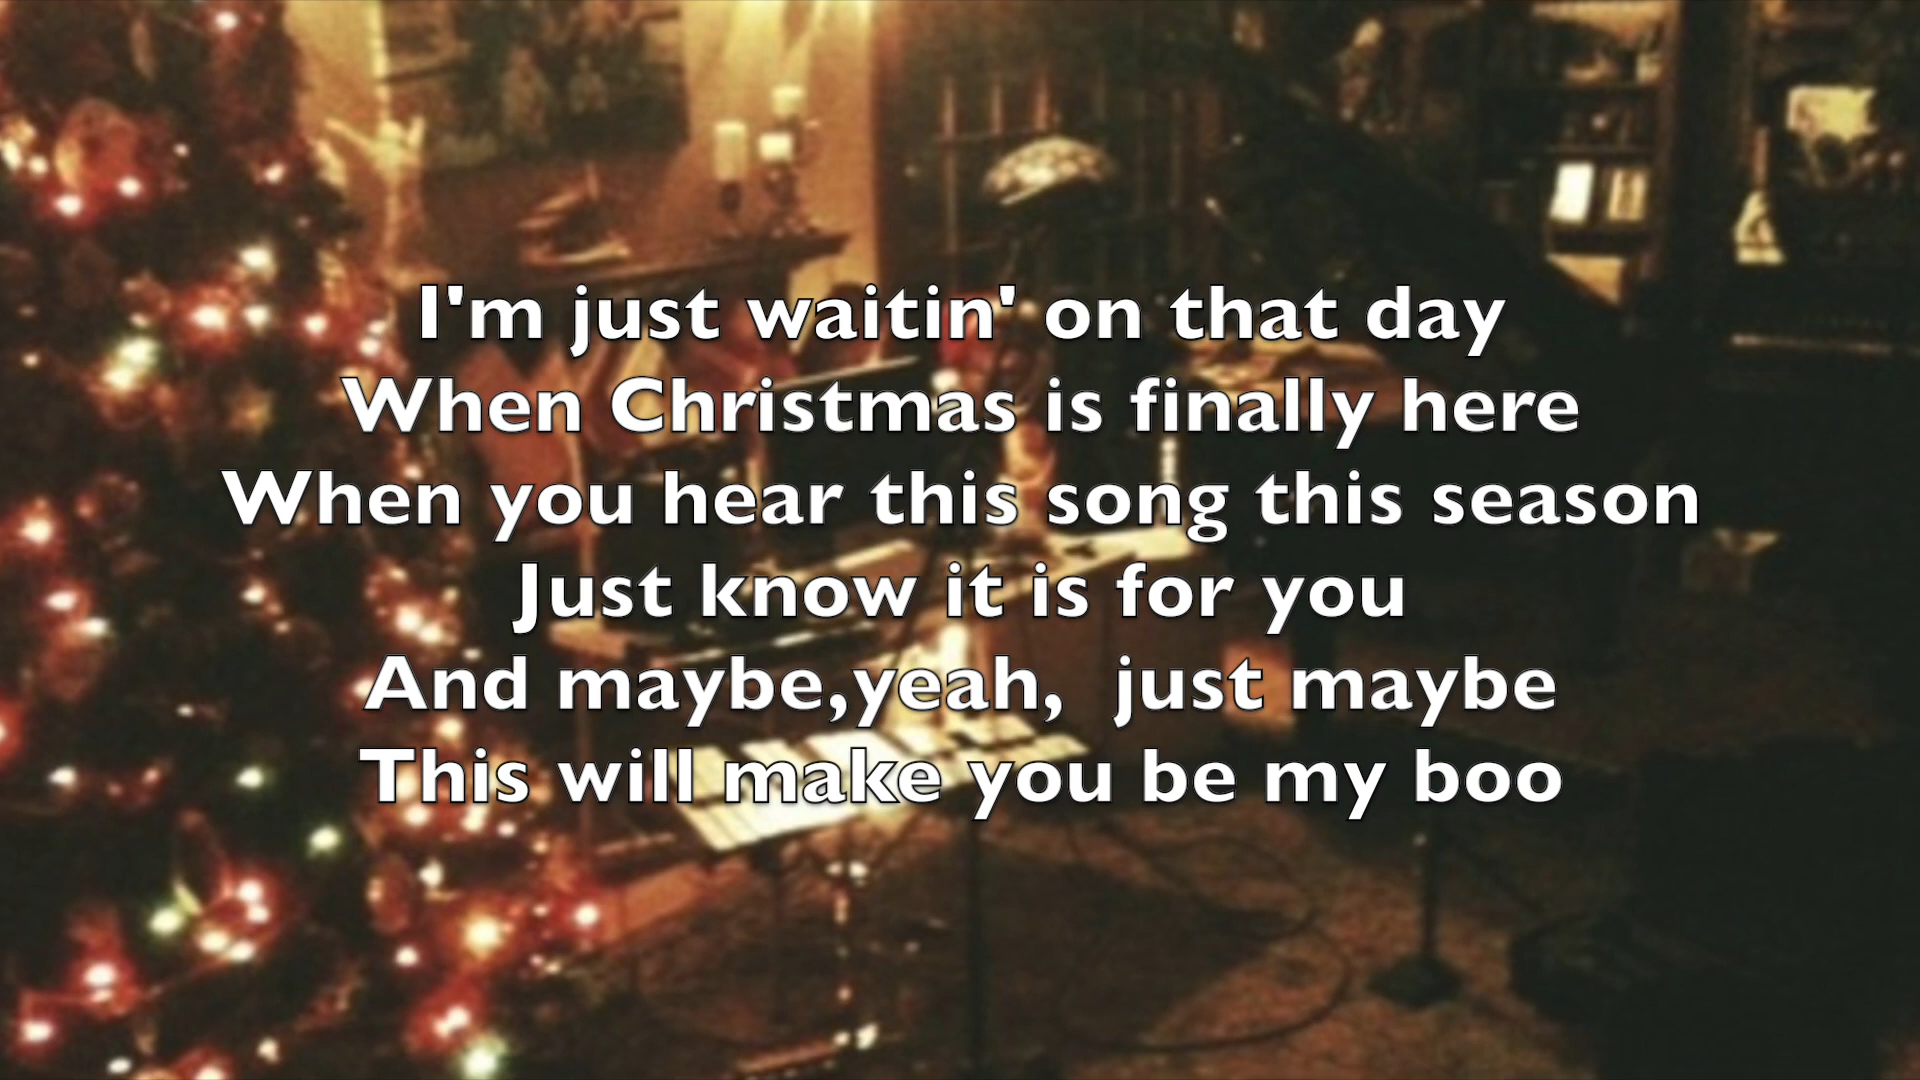 I'm just waitin' on that day
When Christmas is finally here
When you hear this song this season
Just know it is for you
And maybe,yeah,  just maybe
This will make you be my boo